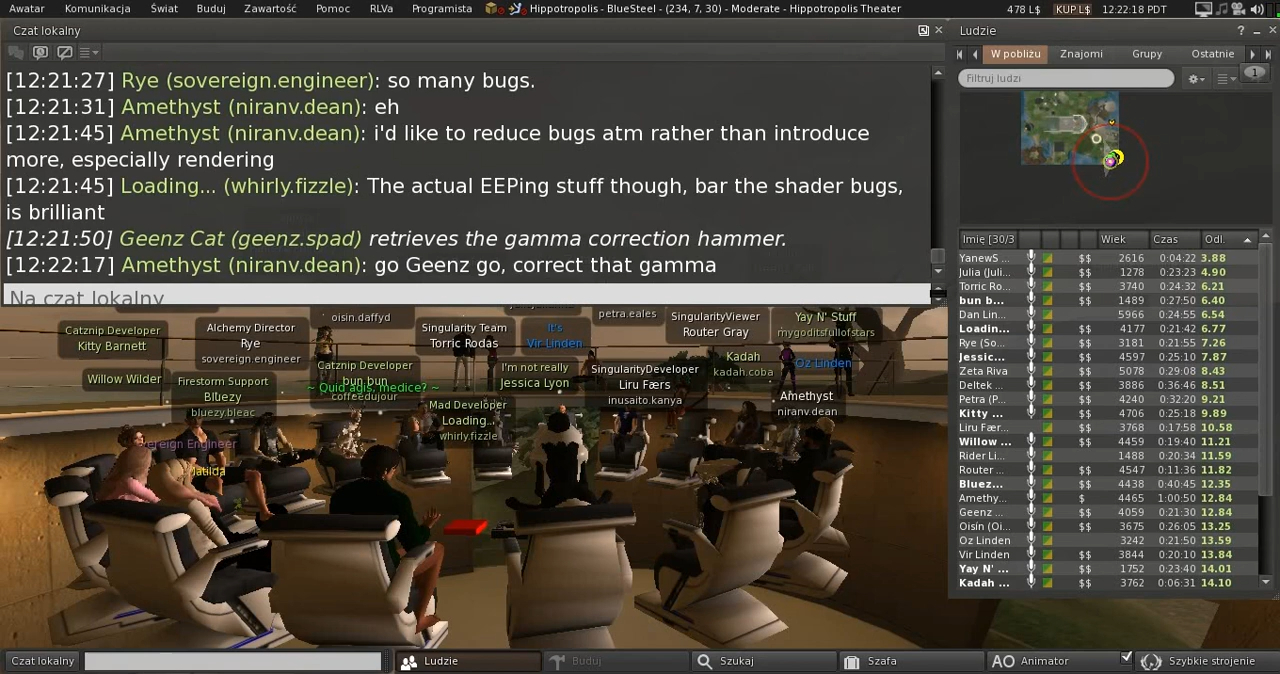 Awatar Komunikacja Świat Buduj Zawartość Pomoc RLVa Programista Hippotropolis - BlueSteel - (234, 7, 30) - Moderate - Hippotropolis Theater 478 L$ KUP L$ 12:22:18 PDT
Czat lokalny
[12:21:27] Rye (sovereign.engineer): so many bugs.
[12:21:31] Amethyst (niranv.dean): eh
[12:21:45] Amethyst (niranv.dean): i'd like to reduce bugs atm rather than introduce
more, especially rendering
[12:21:45] Loading... (whirly.fizzle): The actual EEPing stuff though, bar the shader bugs,
is brilliant
[12:21:50] Geenz Cat (geenz.spad) retrieves the gamma correction hammer.
[12:22:17] Amethyst (niranv.dean): go Geenz go, correct that gamma
Na czat lokalny
Ludzie
W pobliżu Znajomi Grupy Ostatnie
Filtruj ludzi 1
Imię [30/3 Wiek Czas Odl.
YanewS ... $$ 2616 0:04:22 3.88
Julia (Juli... 1278 0:23:23 4.90
Torric Ro... 3740 0:24:32 6.21
bun b... $$ 1489 0:27:50 6.40
Dan Lin... 5966 0:24:55 6.54
Loadin... $$ 4177 0:21:42 6.77
Rye (So... $$ 3181 0:21:55 7.26
Jessic... $$ 4597 0:25:10 7.87
Zeta Riva $$ 5078 0:29:08 8.43
Deltek ... $$ 3886 0:36:46 8.51
Petra (P... $$ 4240 0:32:20 9.21
Kitty ... $$ 4706 0:25:18 9.89
Liru Fær... $$ 3768 0:17:58 10.58
Willow ... $$ 4459 0:19:40 11.21
Rider Li... 1488 0:20:34 11.59
Router ... $$ 4547 0:11:36 11.82
Bluez... $$ 4438 0:40:45 12.35
Amethy... $ 4465 1:00:50 12.84
Geenz ... $$ 4059 0:21:30 12.84
Oisín (Oi... $$ 3675 0:26:05 13.25
Oz Linden 3242 0:21:50 13.59
Vir Linden $$ 3844 0:20:10 13.84
Yay N' ... $$ 1752 0:23:40 14.01
Kadah ... $$ 3762 0:06:31 14.10
oisin.daffyd
petra.eales
Catznip Developer
Kitty Barnett
Alchemy Director
Rye
sovereign.engineer
Singularity Team
Torric Rodas
It's
Vir Linden
SingularityViewer
Router Gray
Yay N' Stuff
mygoditsfullofstars
Kadah
kadah.coba
Oz Linden
Willow Wilder
Firestorm Support
Bluezy
bluezy.bleac
Catznip Developer
bun bun
coffeedujour
~ Quid agis, medice? ~
I'm not really
Jessica Lyon
SingularityDeveloper
Liru Færs
inusaito.kanya
Amethyst
niranv.dean
Mad Developer
Loading...
whirly.fizzle
Matilda
Czat lokalny Ludzie Buduj Szukaj Szafa AO Animator Szybkie strojenie